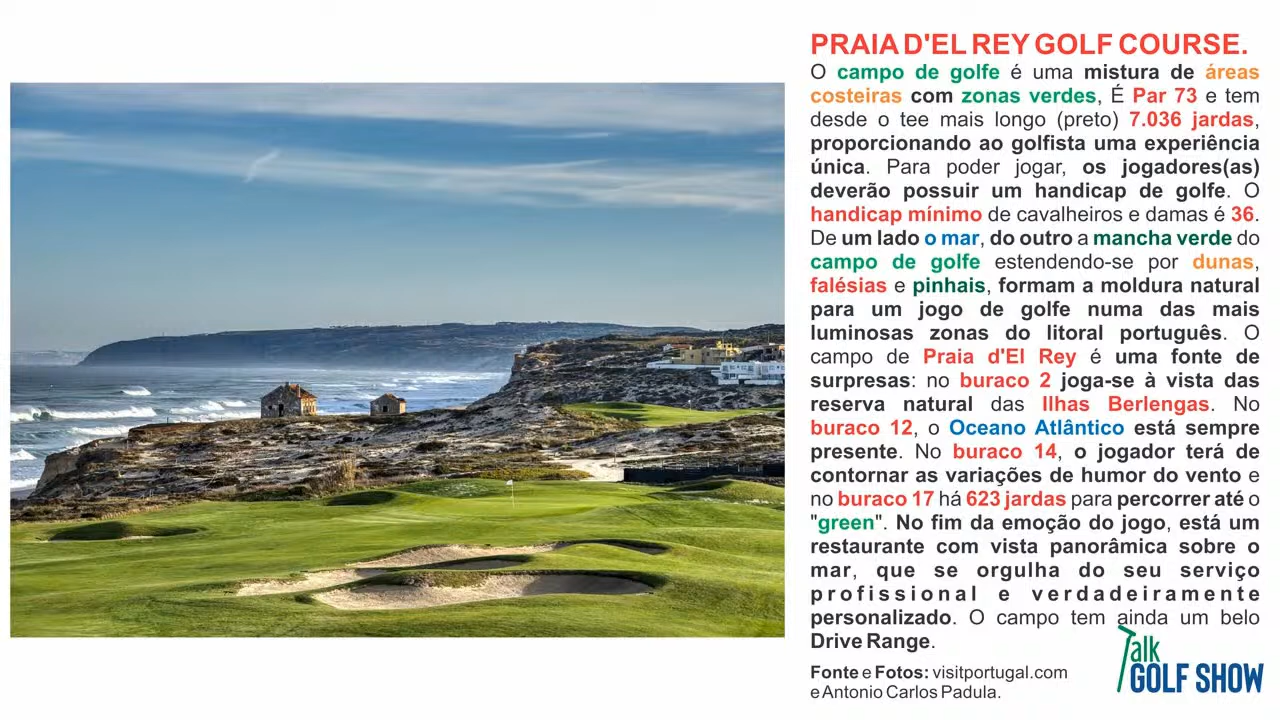 PRAIA D'EL REY GOLF COURSE.
O campo de golfe é uma mistura de áreas
costeiras com zonas verdes, É Par 73 e tem
desde o tee mais longo (preto) 7.036 jardas,
proporcionando ao golfista uma experiência
única. Para poder jogar, os jogadores(as)
deverão possuir um handicap de golfe. O
handicap mínimo de cavalheiros e damas é 36.
De um lado o mar, do outro a mancha verde do
campo de golfe estendendo-se por dunas,
falésias e pinhais, formam a moldura natural
para um jogo de golfe numa das mais
luminosas zonas do litoral português. O
campo de Praia d'El Rey é uma fonte de
surpresas: no buraco 2 joga-se à vista das
reserva natural das Ilhas Berlengas. No
buraco 12, o Oceano Atlântico está sempre
presente. No buraco 14, o jogador terá de
contornar as variações de humor do vento e
no buraco 17 há 623 jardas para percorrer até o
"green". No fim da emoção do jogo, está um
restaurante com vista panorâmica sobre o
mar, que se orgulha do seu serviço
profissional e verdadeiramente
personalizado. O campo tem ainda um belo
Drive Range.
Fonte e Fotos: visitportugal.com
e Antonio Carlos Padula.
Talk
GOLF SHOW